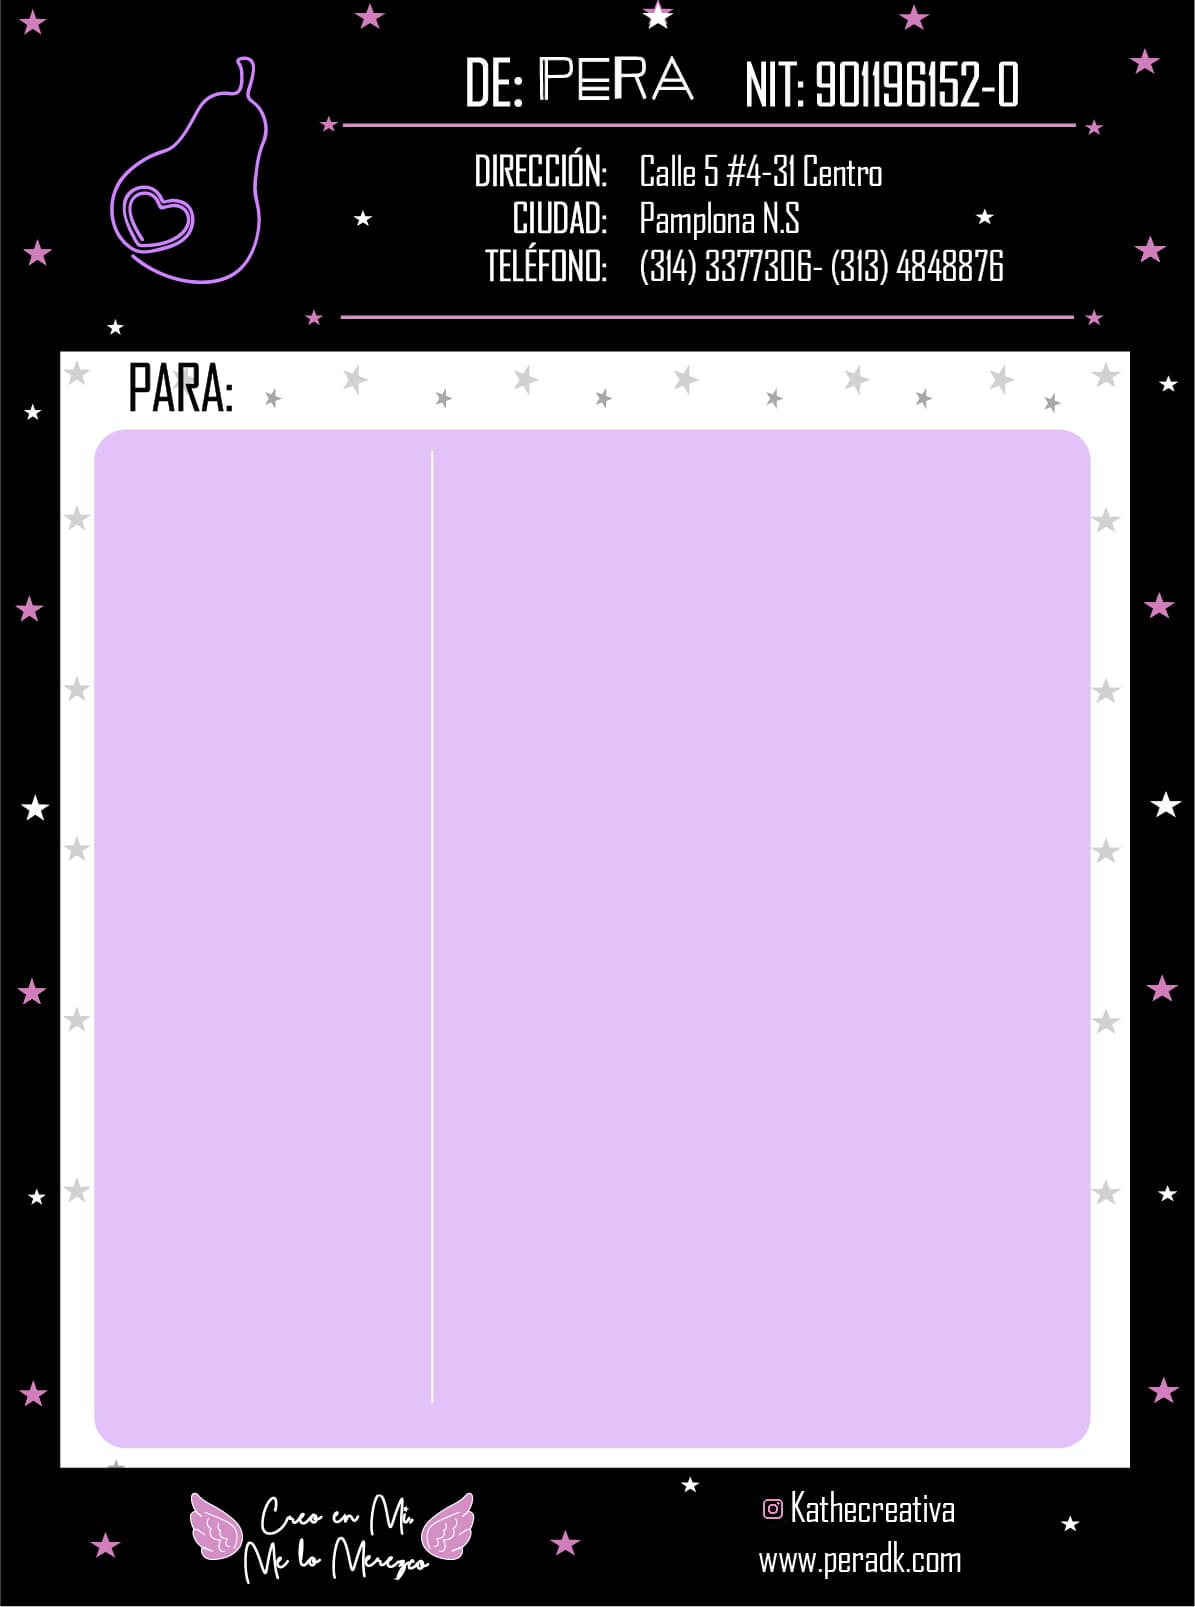 DE: PERA NIT: 901196152-0
DIRECCIÓN: Calle 5 #4-31 Centro
CIUDAD: Pamplona N.S
TELÉFONO: (314) 3377306- (313) 4848876
PARA:
Creo en Mi,
Me lo Merezco
Kathecreativa
www.peradk.com